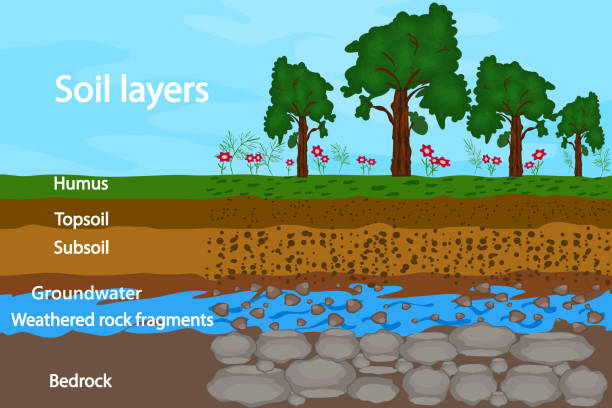 Soil layers
Humus
Topsoil
Subsoil
Groundwater
Weathered rock fragments
Bedrock